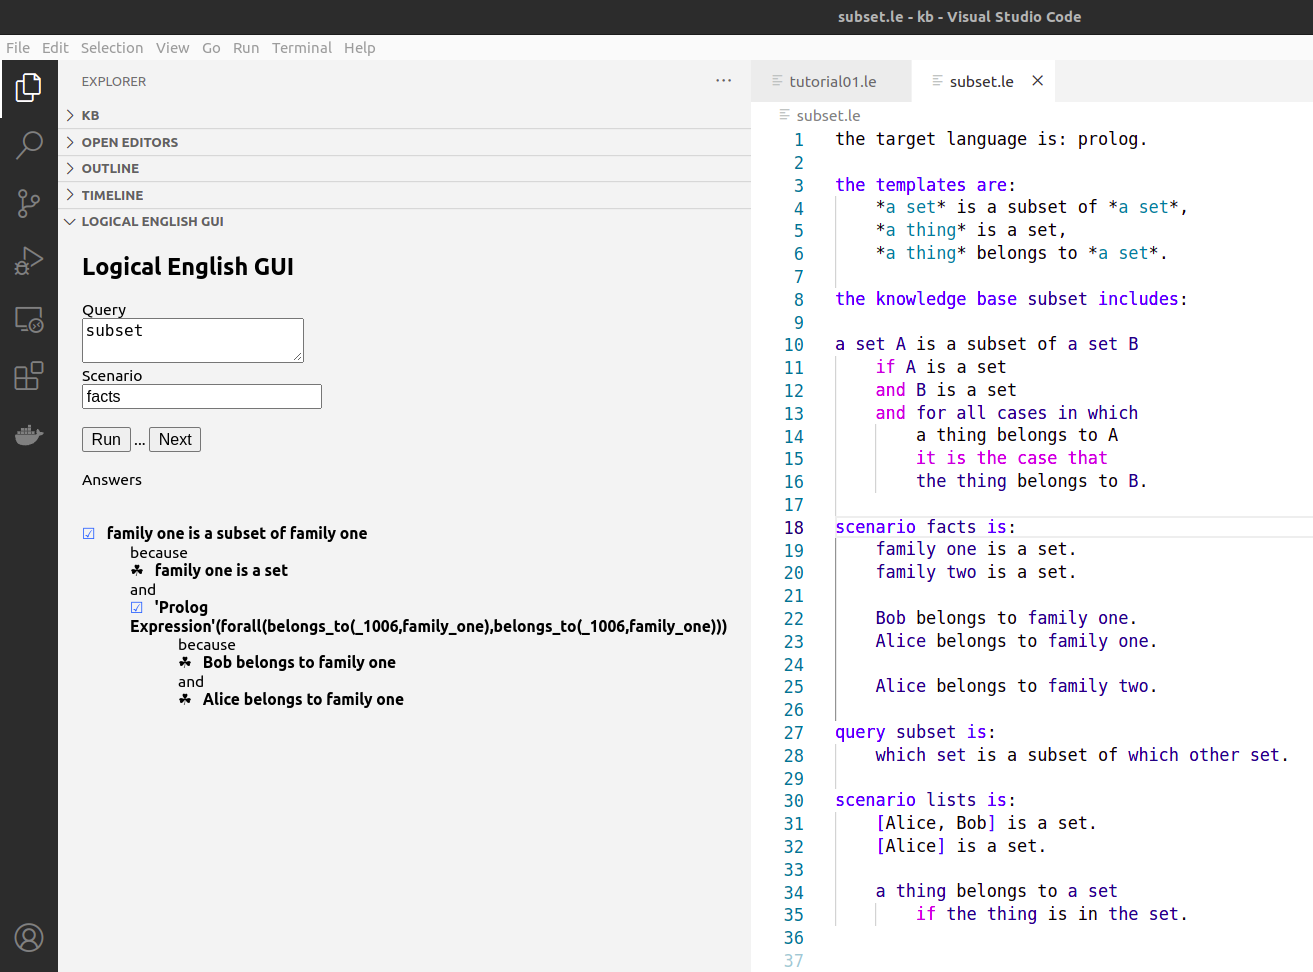 subset.le - kb - Visual Studio Code
File Edit Selection View Go Run Terminal Help
EXPLORER
KB
OPEN EDITORS
OUTLINE
TIMELINE
LOGICAL ENGLISH GUI
Logical English GUI
Query
subset
Scenario
facts
Run ... Next
Answers
☑ family one is a subset of family one
because
☘ family one is a set
and
☑ 'Prolog
Expression'(forall(belongs_to(_1006,family_one),belongs_to(_1006,family_one)))
because
☘ Bob belongs to family one
and
☘ Alice belongs to family one
tutorial01.le
subset.le
subset.le
1 the target language is: prolog.
2
3 the templates are:
4 *a set* is a subset of *a set*,
5 *a thing* is a set,
6 *a thing* belongs to *a set*.
7
8 the knowledge base subset includes:
9
10 a set A is a subset of a set B
11 if A is a set
12 and B is a set
13 and for all cases in which
14 a thing belongs to A
15 it is the case that
16 the thing belongs to B.
17
18 scenario facts is:
19 family one is a set.
20 family two is a set.
21
22 Bob belongs to family one.
23 Alice belongs to family one.
24
25 Alice belongs to family two.
26
27 query subset is:
28 which set is a subset of which other set.
29
30 scenario lists is:
31 [Alice, Bob] is a set.
32 [Alice] is a set.
33
34 a thing belongs to a set
35 if the thing is in the set.
36
37